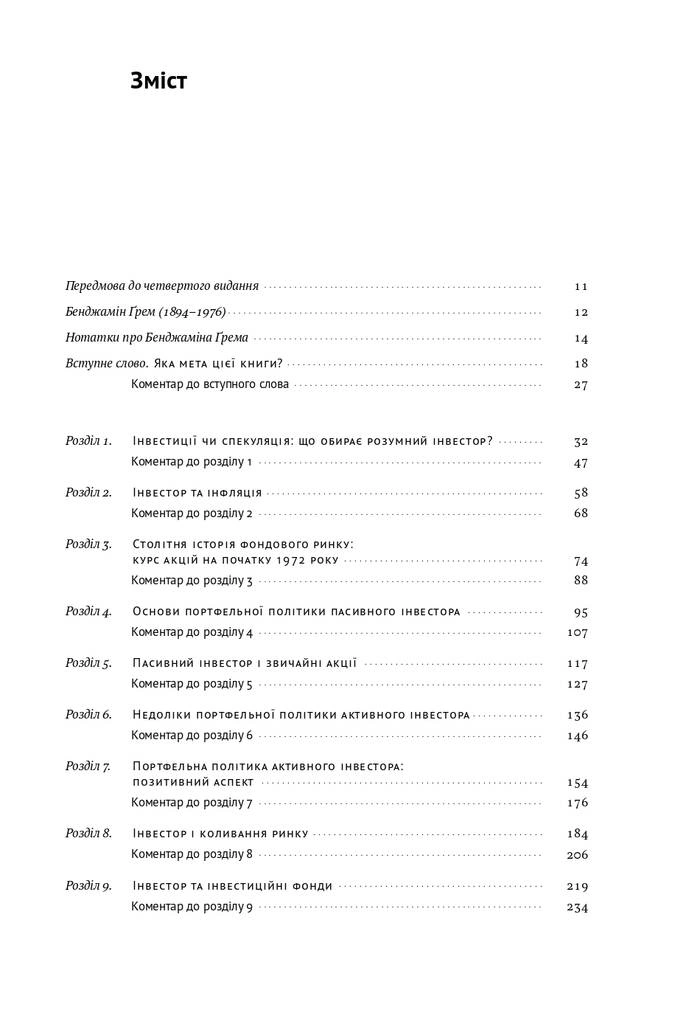 Зміст
Передмова до четвертого видання 11
Бенджамін Ґрем (1894–1976) 12
Нотатки про Бенджаміна Ґрема 14
Вступне слово. Яка мета цієї книги? 18
Коментар до вступного слова 27
Розділ 1. Інвестиції чи спекуляція: що обирає розумний інвестор? 32
Коментар до розділу 1 47
Розділ 2. Інвестор та інфляція 58
Коментар до розділу 2 68
Розділ 3. Столітня історія фондового ринку:
курс акцій на початку 1972 року 74
Коментар до розділу 3 88
Розділ 4. Основи портфельної політики пасивного інвестора 95
Коментар до розділу 4 107
Розділ 5. Пасивний інвестор і звичайні акції 117
Коментар до розділу 5 127
Розділ 6. Недоліки портфельної політики активного інвестора 136
Коментар до розділу 6 146
Розділ 7. Портфельна політика активного інвестора:
позитивний аспект 154
Коментар до розділу 7 176
Розділ 8. Інвестор і коливання ринку 184
Коментар до розділу 8 206
Розділ 9. Інвестор та інвестиційні фонди 219
Коментар до розділу 9 234